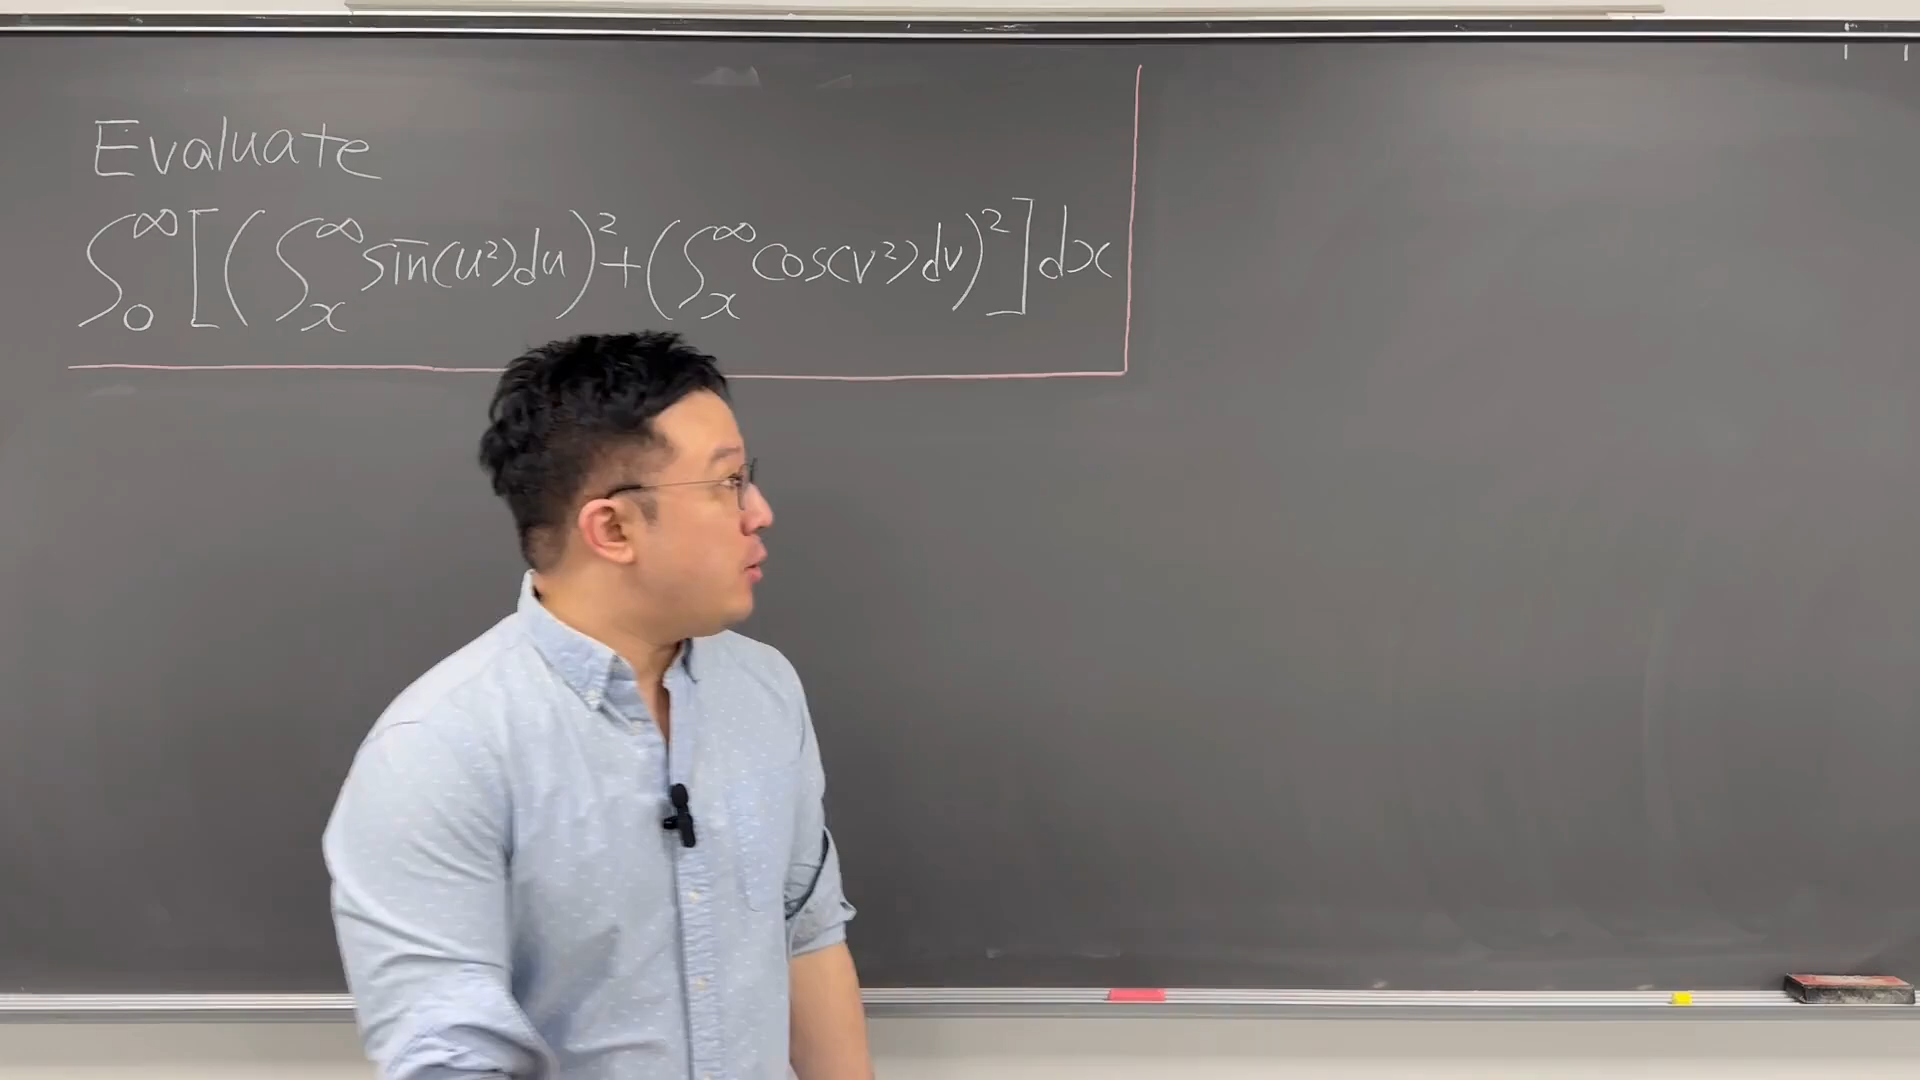 Evaluate
∫₀^∞ [(∫ₓ^∞ sin(u²)du)² + (∫ₓ^∞ cos(v²)dv)²] dx